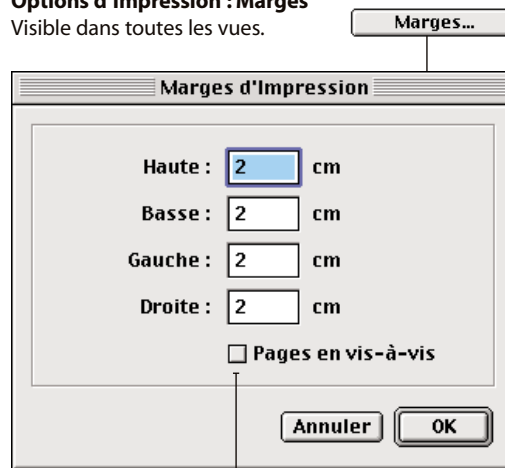 Options d'Impression : Marges
Visible dans toutes les vues.
Marges...
Marges d'Impression
Haute : 2 cm
Basse : 2 cm
Gauche : 2 cm
Droite : 2 cm
Pages en vis-à-vis
Annuler OK